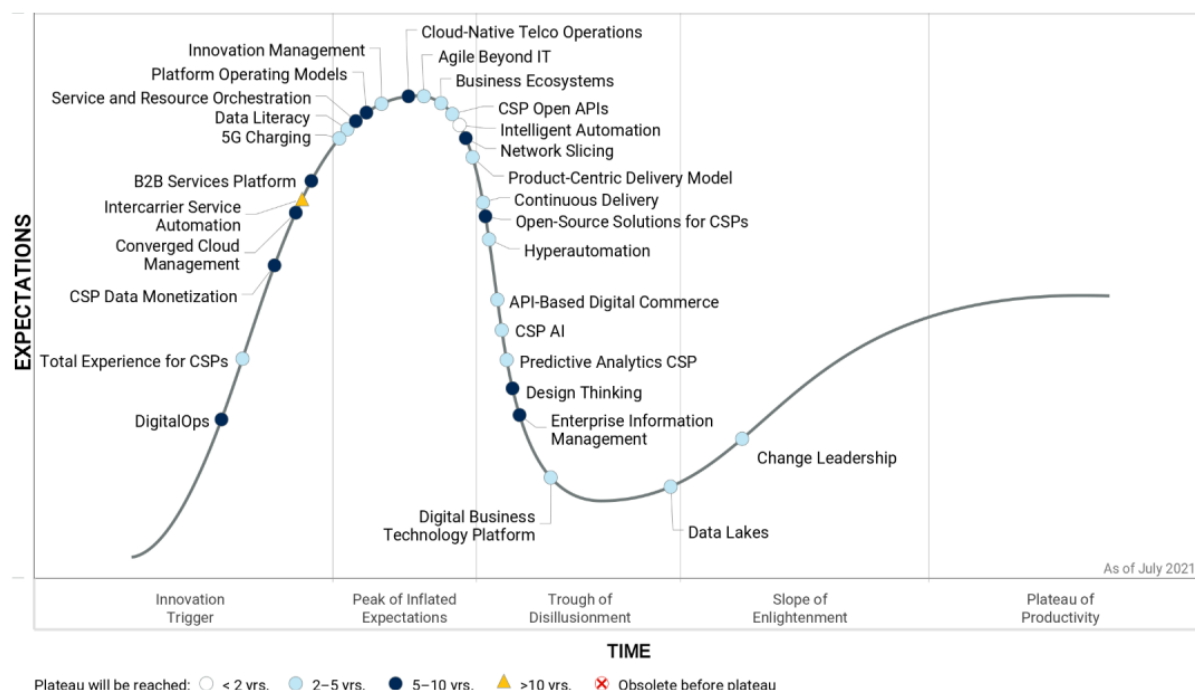 Cloud-Native Telco Operations
Innovation Management
Agile Beyond IT
Platform Operating Models
Business Ecosystems
Service and Resource Orchestration
CSP Open APIs
Data Literacy
Intelligent Automation
5G Charging
Network Slicing
Product-Centric Delivery Model
B2B Services Platform
Continuous Delivery
Intercarrier Service
Automation
Open-Source Solutions for CSPs
Converged Cloud
Management
Hyperautomation
CSP Data Monetization
API-Based Digital Commerce
CSP AI
Total Experience for CSPs
Predictive Analytics CSP
Design Thinking
DigitalOps
Enterprise Information
Management
Change Leadership
Digital Business
Technology Platform
Data Lakes
EXPECTATIONS
As of July 2021
Innovation
Trigger
Peak of Inflated
Expectations
Trough of
Disillusionment
Slope of
Enlightenment
Plateau of
Productivity
TIME
Plateau will be reached: < 2 yrs. 2–5 yrs. 5–10 yrs. >10 yrs. Obsolete before plateau